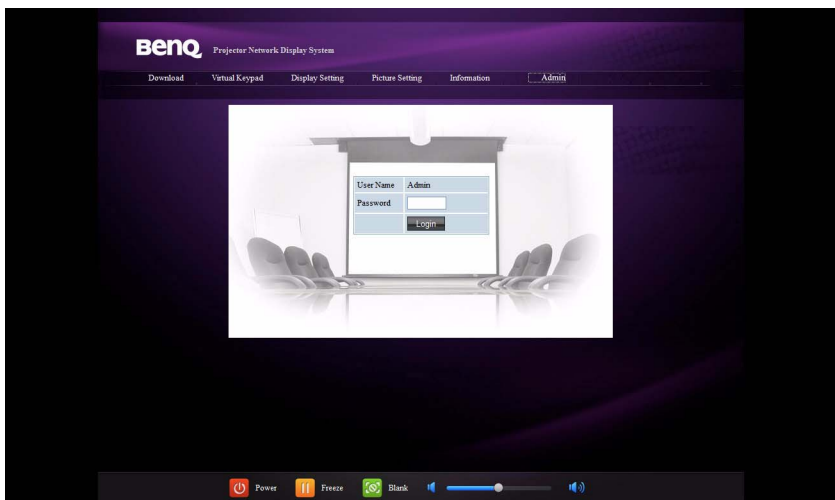 BenQ Projector Network Display System
Download Virtual Keypad Display Setting Picture Setting Information Admin
User Name Admin
Password
Login
Power Freeze Blank